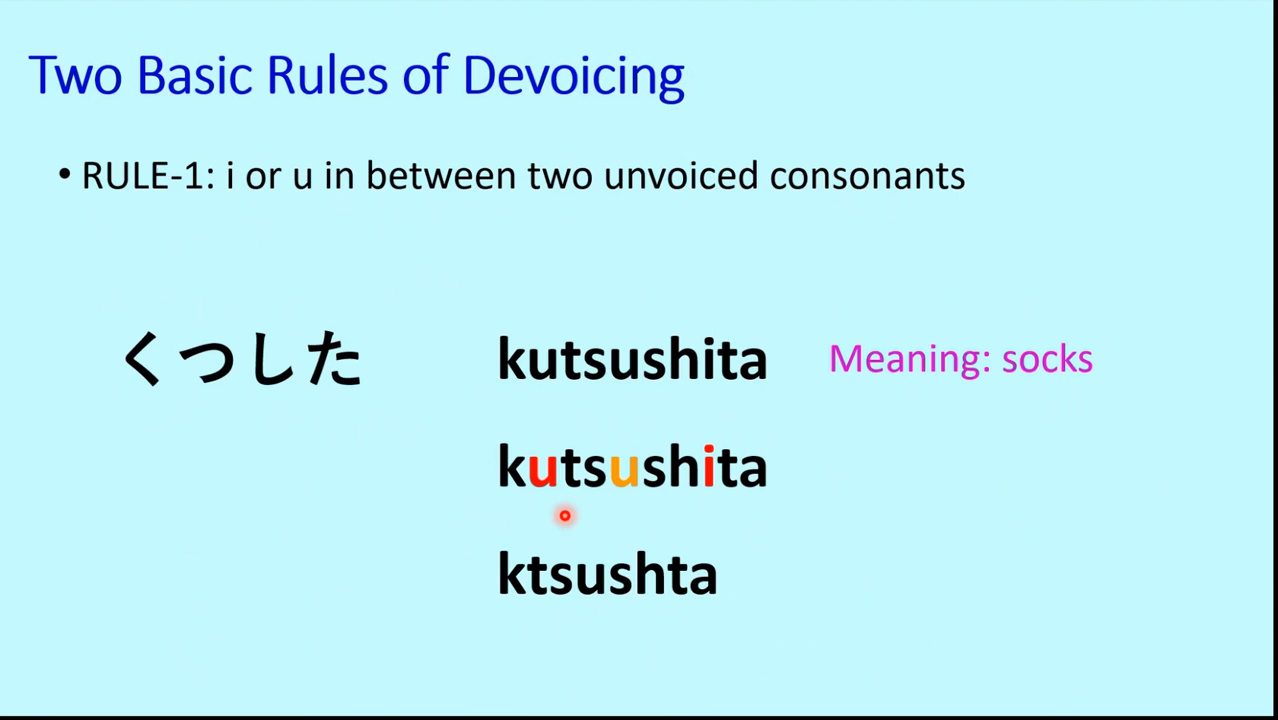 Two Basic Rules of Devoicing
• RULE-1: i or u in between two unvoiced consonants
くつした kutsushita Meaning: socks
kutsushita
ktsushta